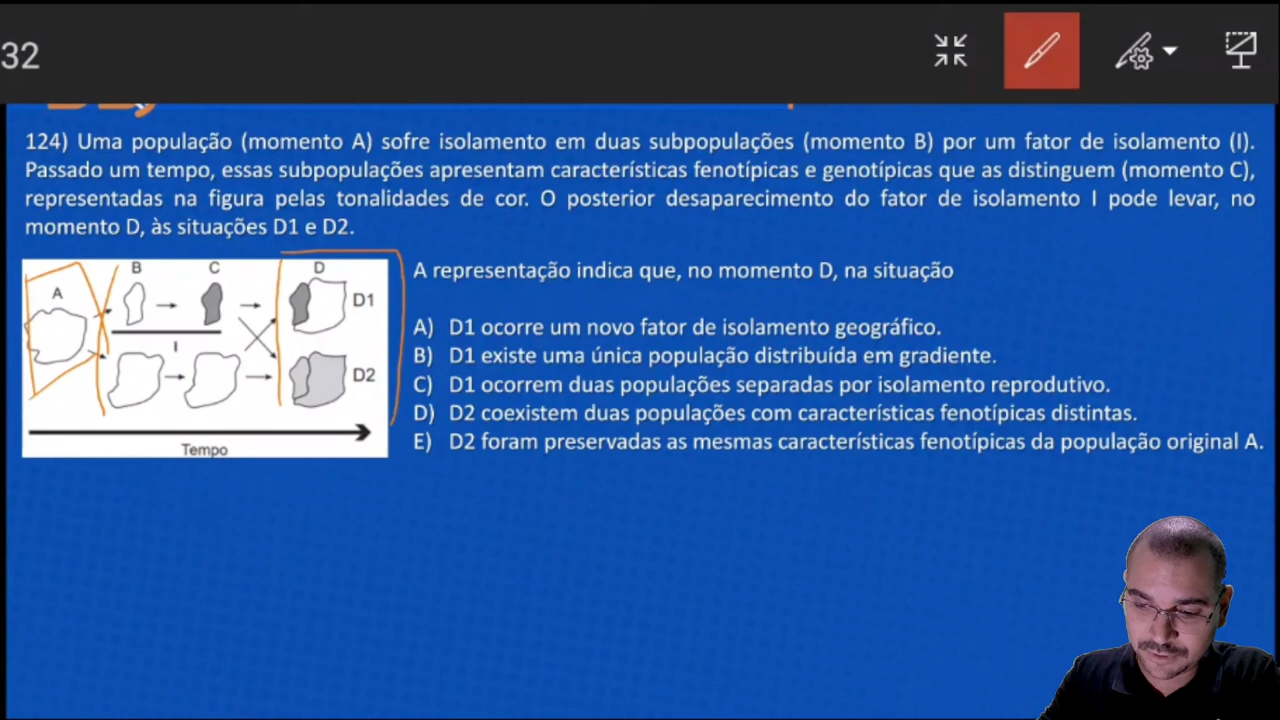 32
124) Uma população (momento A) sofre isolamento em duas subpopulações (momento B) por um fator de isolamento (I).
Passado um tempo, essas subpopulações apresentam características fenotípicas e genotípicas que as distinguem (momento C),
representadas na figura pelas tonalidades de cor. O posterior desaparecimento do fator de isolamento I pode levar, no
momento D, às situações D1 e D2.
A
B
C
D
D1
I
D2
Tempo
A representação indica que, no momento D, na situação
A) D1 ocorre um novo fator de isolamento geográfico.
B) D1 existe uma única população distribuída em gradiente.
C) D1 ocorrem duas populações separadas por isolamento reprodutivo.
D) D2 coexistem duas populações com características fenotípicas distintas.
E) D2 foram preservadas as mesmas características fenotípicas da população original A.